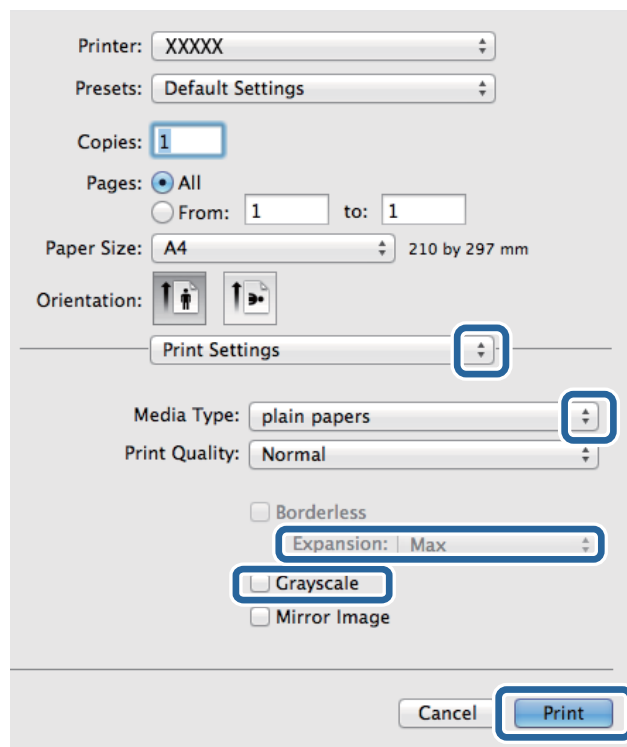 Printer: XXXXX
Presets: Default Settings
Copies: 1
Pages: All
From: 1 to: 1
Paper Size: A4 210 by 297 mm
Orientation:
Print Settings
Media Type: plain papers
Print Quality: Normal
Borderless
Expansion: Max
Grayscale
Mirror Image
Cancel Print